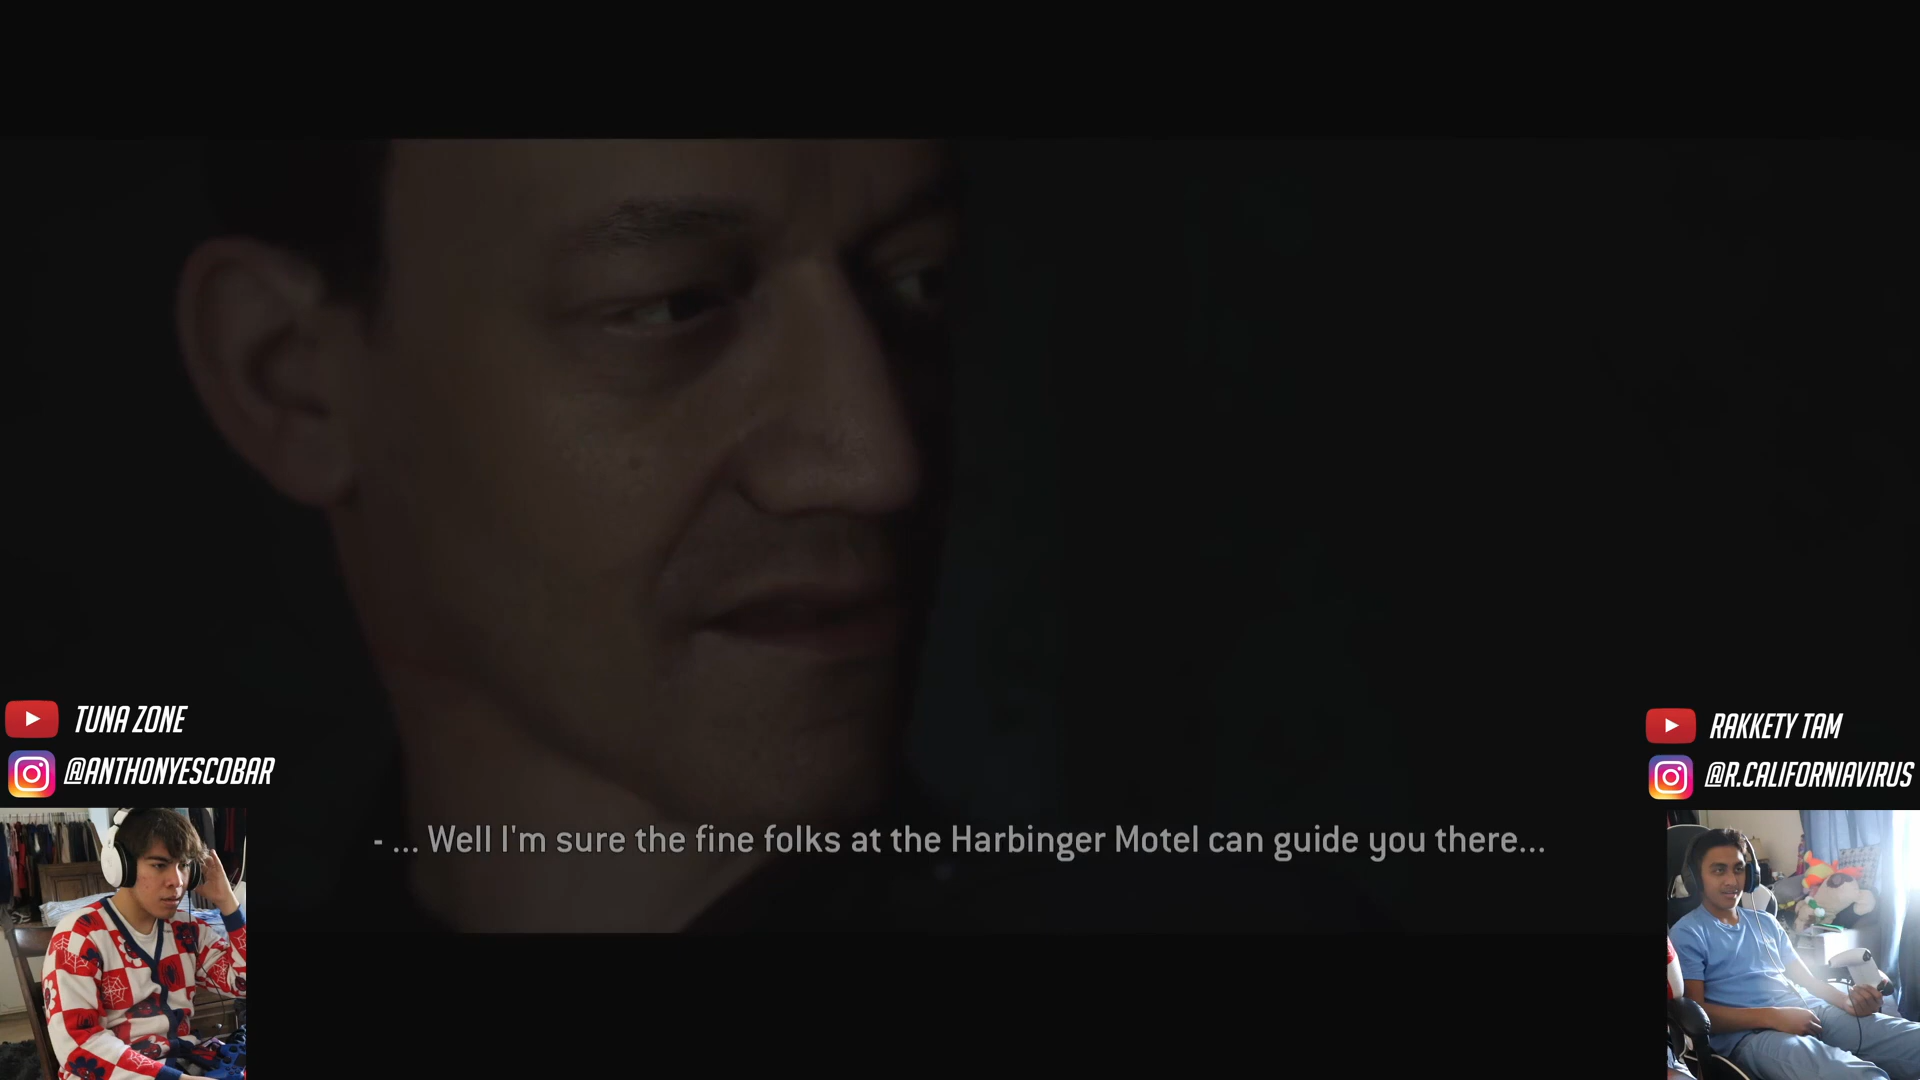 TUNA ZONE
@ANTHONYESCOBAR
RAKKETY TAM
@R.CALIFORNIAVIRUS
- ... Well I'm sure the fine folks at the Harbinger Motel can guide you there...